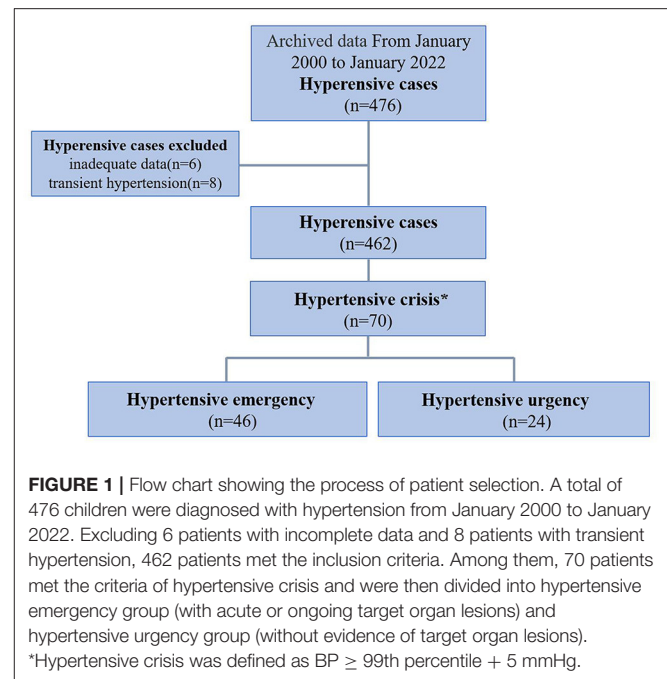 Archived data From January
2000 to January 2022
Hyperensive cases
(n=476)
Hyperensive cases excluded
inadequate data(n=6)
transient hypertension(n=8)
Hyperensive cases
(n=462)
Hypertensive crisis*
(n=70)
Hypertensive emergency
(n=46)
Hypertensive urgency
(n=24)
FIGURE 1 | Flow chart showing the process of patient selection. A total of
476 children were diagnosed with hypertension from January 2000 to January
2022. Excluding 6 patients with incomplete data and 8 patients with transient
hypertension, 462 patients met the inclusion criteria. Among them, 70 patients
met the criteria of hypertensive crisis and were then divided into hypertensive
emergency group (with acute or ongoing target organ lesions) and
hypertensive urgency group (without evidence of target organ lesions).
*Hypertensive crisis was defined as BP ≥ 99th percentile + 5 mmHg.